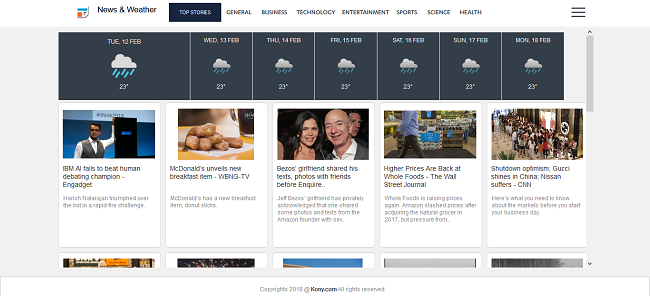 News & Weather
TOP STORIES
GENERAL
BUSINESS
TECHNOLOGY
ENTERTAINMENT
SPORTS
SCIENCE
HEALTH
TUE, 12 FEB
23°
WED, 13 FEB
23°
THU, 14 FEB
23°
FRI, 15 FEB
23°
SAT, 16 FEB
23°
SUN, 17 FEB
23°
MON, 18 FEB
23°
#think2019
IBM AI fails to beat human
debating champion -
Engadget
Harish Natarajan triumphed over
the bot in a rapid-fire challenge.
McDonald's unveils new
breakfast item - WBNG-TV
McDonald's has a new breakfast
item, donut sticks.
Bezos' girlfriend shared his
texts, photos with friends
before Enquire..
Jeff Bezos' girlfriend has privately
acknowledged that she shared
some photos and texts from the
Amazon founder with sex.
Higher Prices Are Back at
Whole Foods - The Wall
Street Journal
Whole Foods is raising prices
again. Amazon slashed prices after
acquiring the natural grocer in
2017, but pressure from..
Shutdown optimism; Gucci
shines in China; Nissan
suffers - CNN
Here's what you need to know
about the markets before you start
your business day.
Copyrights 2018 @ Kony.com All rights reserved